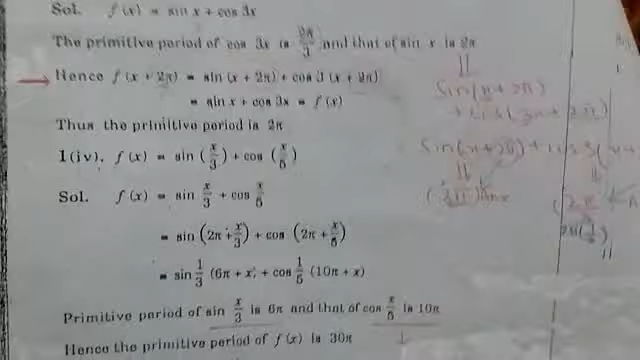 Sol. f(x) = sin x + cos 3x
The primitive period of cos 3x is 2π/3 and that of sin x is 2π
Hence f(x + 2π) = sin (x + 2π) + cos 3 (x + 2π)
= sin x + cos 3x = f(x)
Thus the primitive period is 2π
1(iv). f(x) = sin (x/3) + cos (x/5)
Sol. f(x) = sin x/3 + cos x/5
= sin (2π + x/3) + cos (2π + x/5)
= sin 1/3 (6π + x) + cos 1/5 (10π + x)
Primitive period of sin x/3 is 6π and that of cos x/5 is 10π
Hence the primitive period of f(x) is 30π
sin(x+2π)